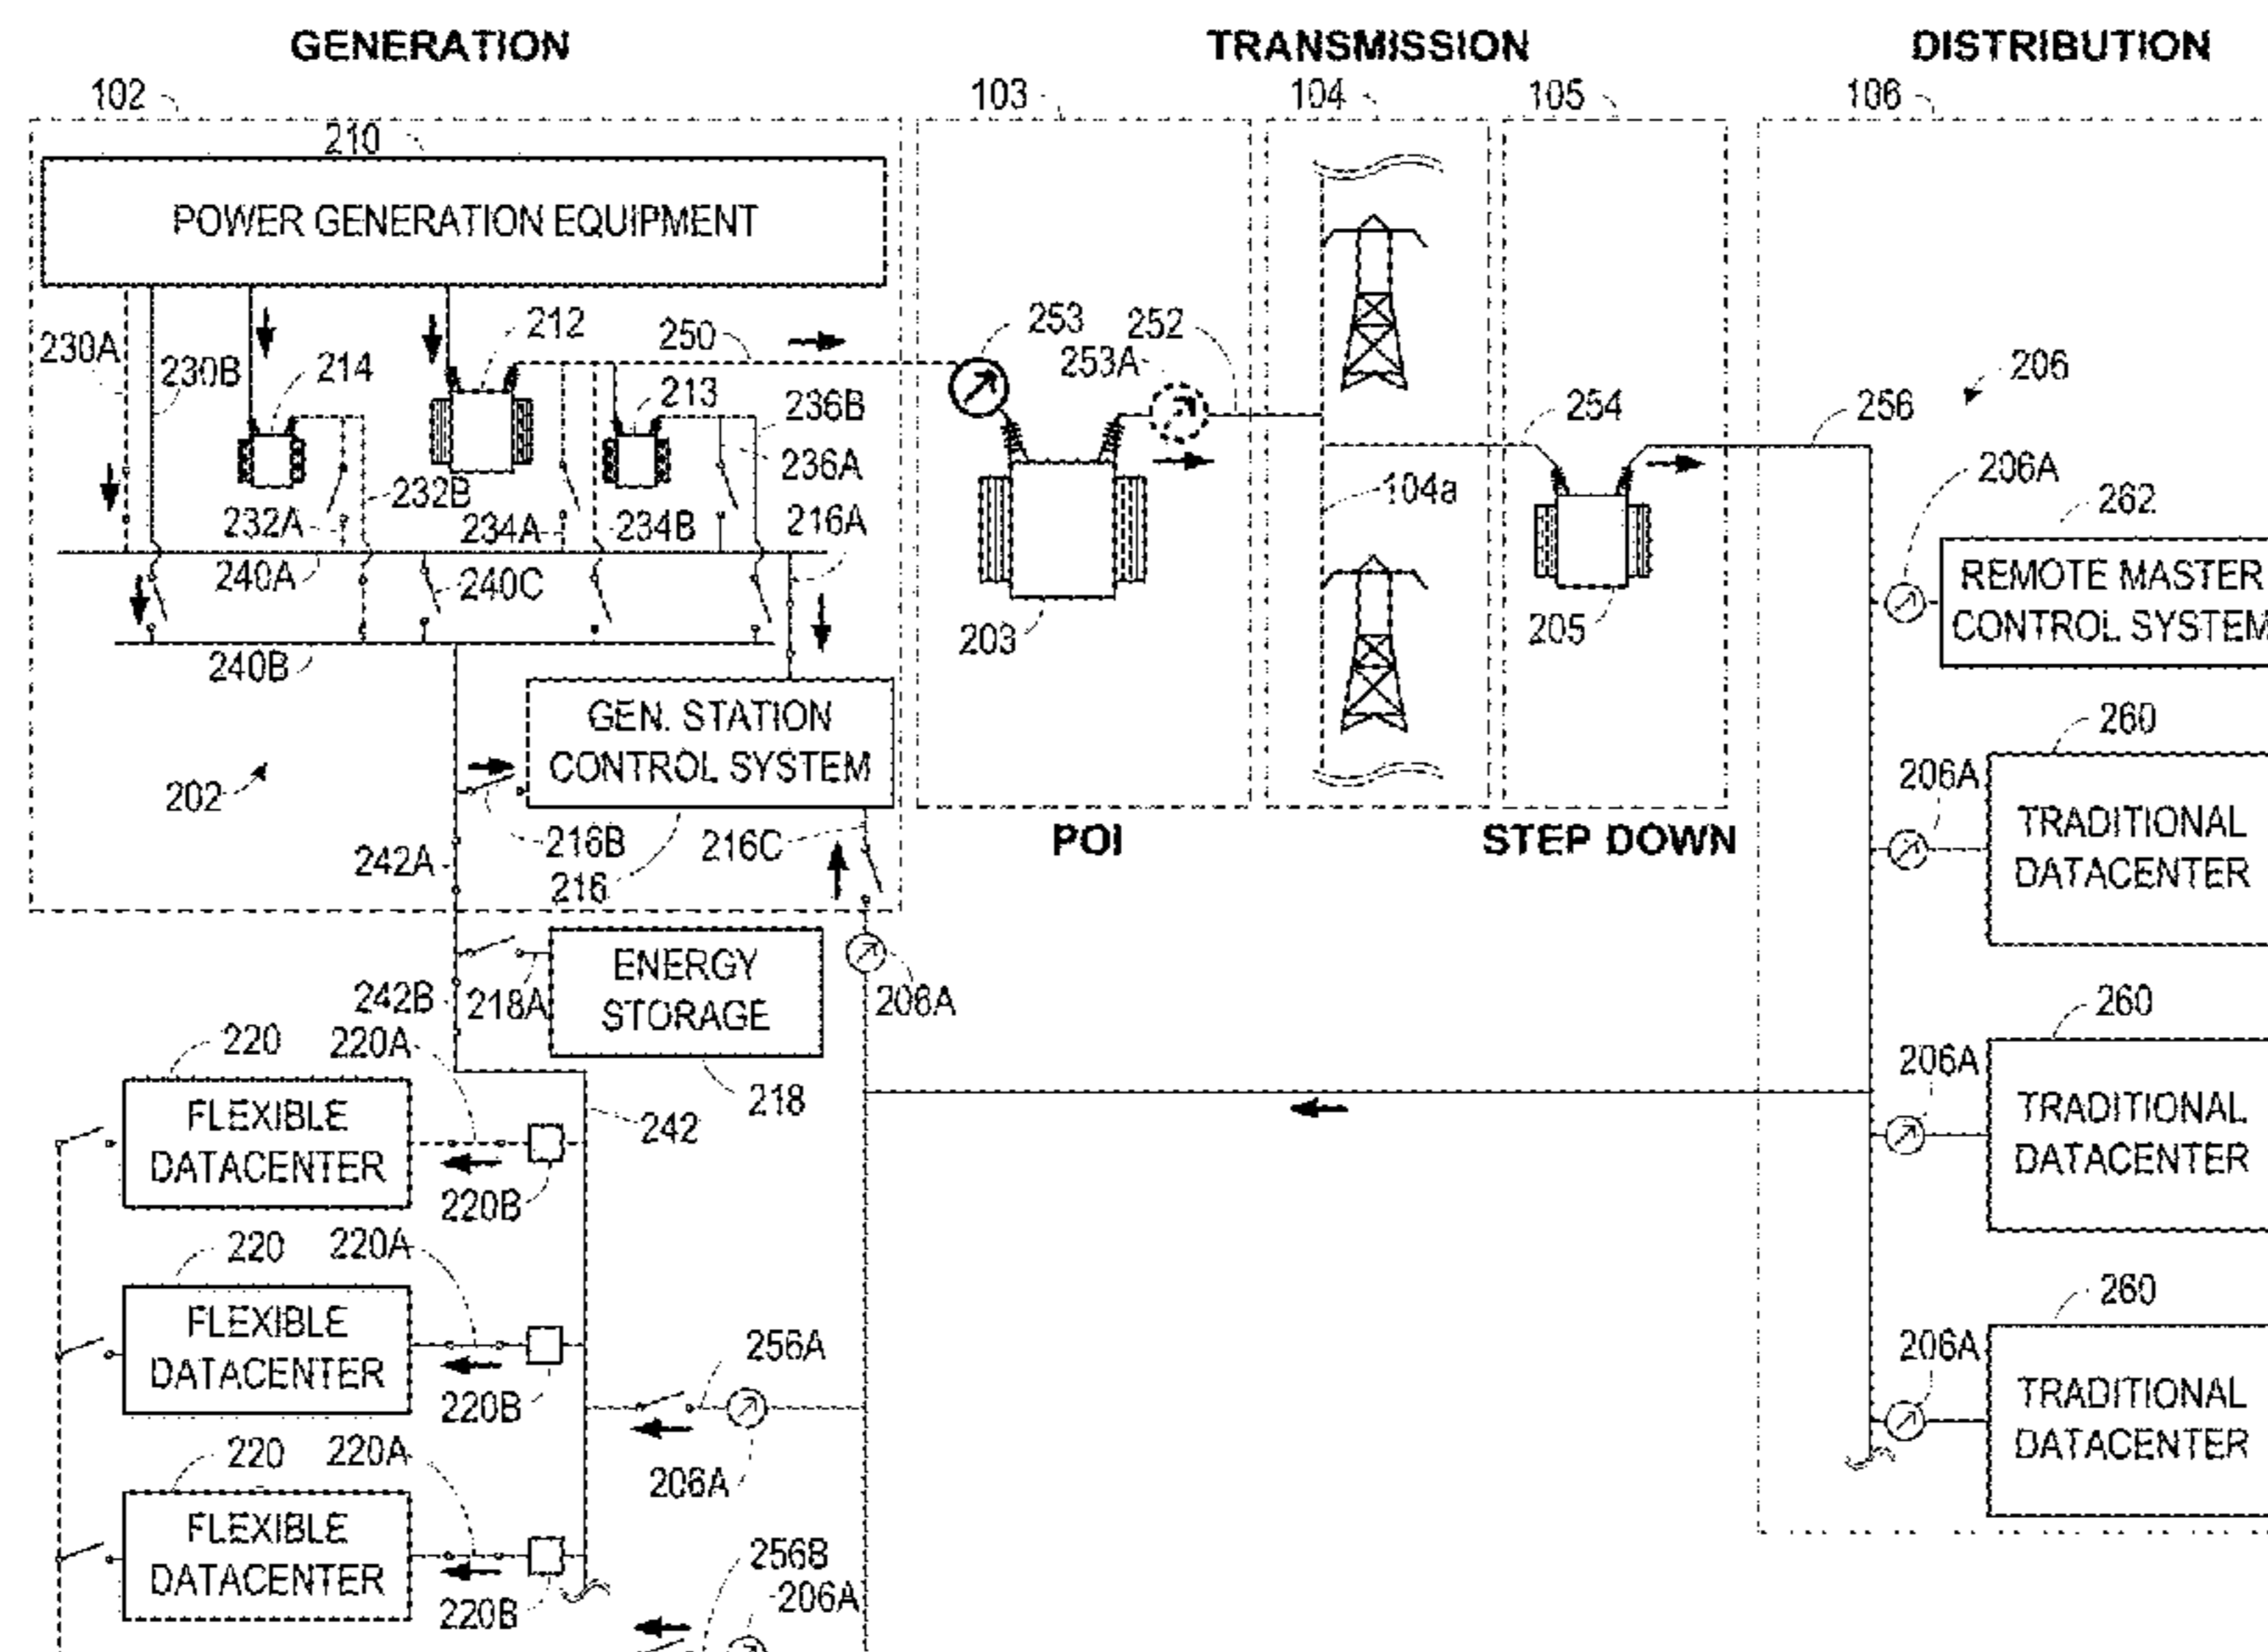 GENERATION
TRANSMISSION
DISTRIBUTION
102
103
104
105
106
210
POWER GENERATION EQUIPMENT
230A
230B
214
212
250
213
236B
236A
253
252
253A
254
256
206
206A
262
232B
232A
234A
234B
216A
104a
240A
240C
203
205
REMOTE MASTER
CONTROL SYSTEM
240B
GEN. STATION
CONTROL SYSTEM
202
216B
216C
POI
STEP DOWN
242A
216
260
206A
TRADITIONAL
DATACENTER
ENERGY
STORAGE
242B
218A
206A
218
220
220A
FLEXIBLE
DATACENTER
220B
242
260
206A
TRADITIONAL
DATACENTER
220
220A
FLEXIBLE
DATACENTER
220B
256A
206A
260
206A
TRADITIONAL
DATACENTER
220
220A
FLEXIBLE
DATACENTER
220B
256B
206A